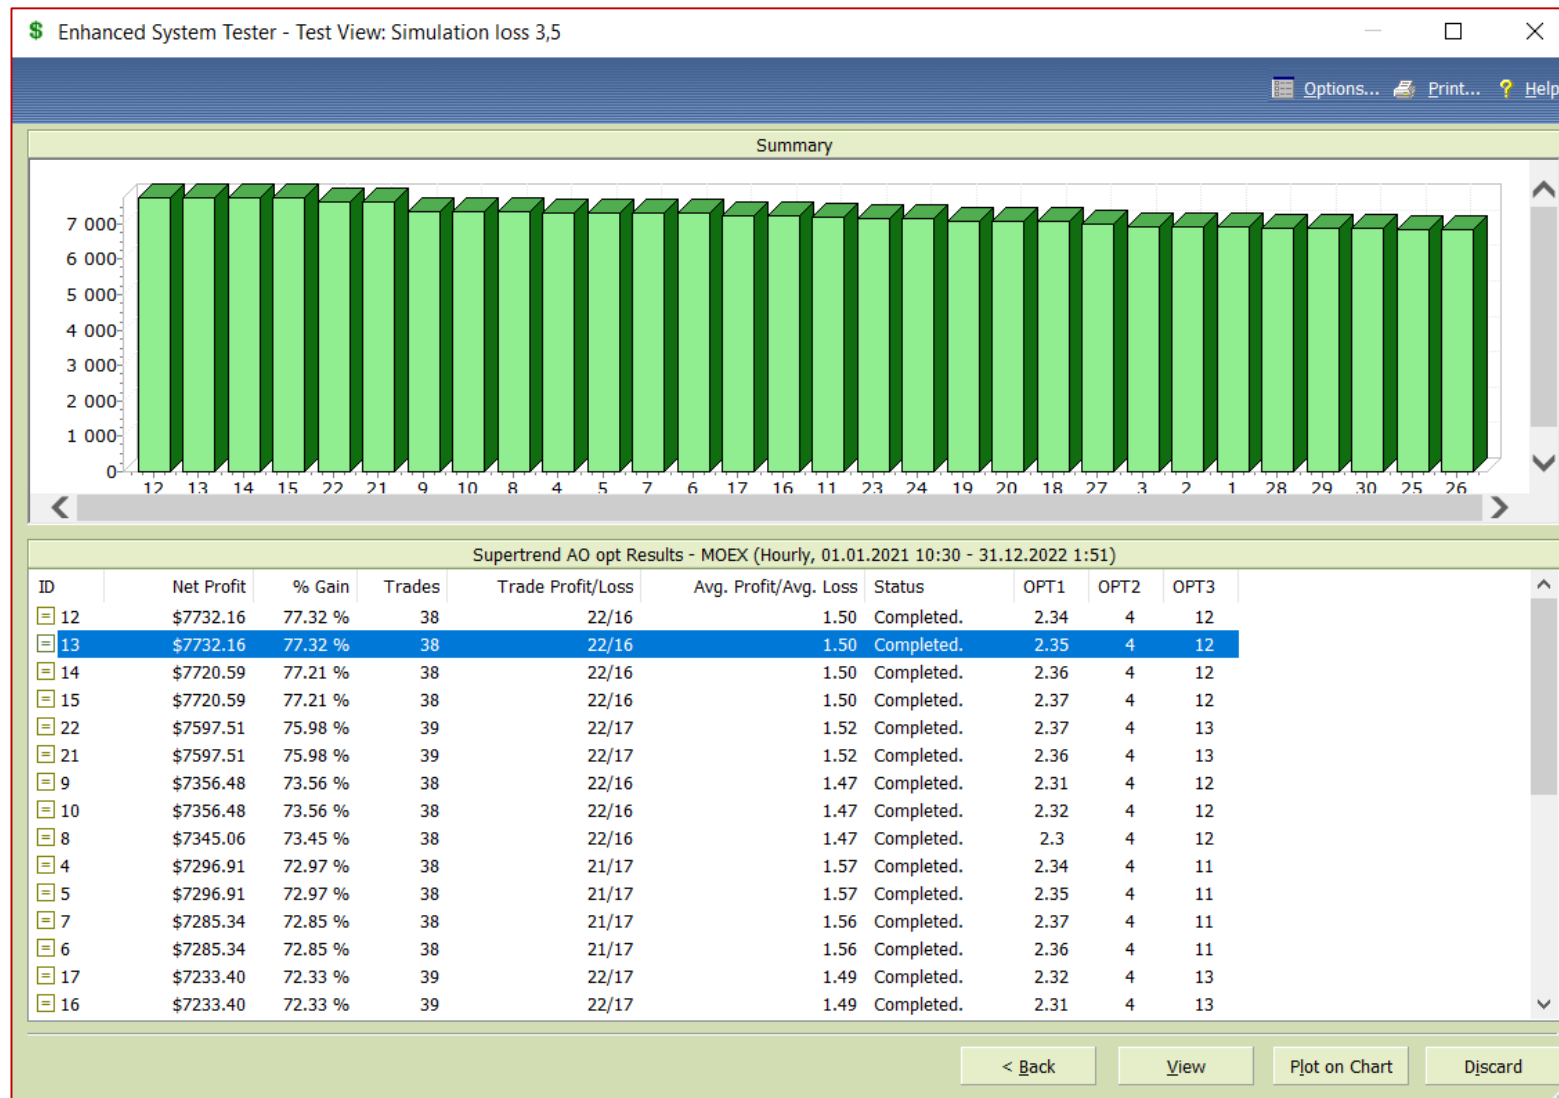 Enhanced System Tester - Test View: Simulation loss 3,5
Options... Print... ? Help
Summary
7 000
6 000
5 000
4 000
3 000
2 000
1 000
0
12 13 14 15 22 21 9 10 8 4 5 7 6 17 16 11 23 24 19 20 18 27 3 2 1 28 29 30 25 26
Supertrend AO opt Results - MOEX (Hourly, 01.01.2021 10:30 - 31.12.2022 1:51)
ID Net Profit % Gain Trades Trade Profit/Loss Avg. Profit/Avg. Loss Status OPT1 OPT2 OPT3
12 $7732.16 77.32 % 38 22/16 1.50 Completed. 2.34 4 12
13 $7732.16 77.32 % 38 22/16 1.50 Completed. 2.35 4 12
14 $7720.59 77.21 % 38 22/16 1.50 Completed. 2.36 4 12
15 $7720.59 77.21 % 38 22/16 1.50 Completed. 2.37 4 12
22 $7597.51 75.98 % 39 22/17 1.52 Completed. 2.37 4 13
21 $7597.51 75.98 % 39 22/17 1.52 Completed. 2.36 4 13
9 $7356.48 73.56 % 38 22/16 1.47 Completed. 2.31 4 12
10 $7356.48 73.56 % 38 22/16 1.47 Completed. 2.32 4 12
8 $7345.06 73.45 % 38 22/16 1.47 Completed. 2.3 4 12
4 $7296.91 72.97 % 38 21/17 1.57 Completed. 2.34 4 11
5 $7296.91 72.97 % 38 21/17 1.57 Completed. 2.35 4 11
7 $7285.34 72.85 % 38 21/17 1.56 Completed. 2.37 4 11
6 $7285.34 72.85 % 38 21/17 1.56 Completed. 2.36 4 11
17 $7233.40 72.33 % 39 22/17 1.49 Completed. 2.32 4 13
16 $7233.40 72.33 % 39 22/17 1.49 Completed. 2.31 4 13
< Back View Plot on Chart Discard